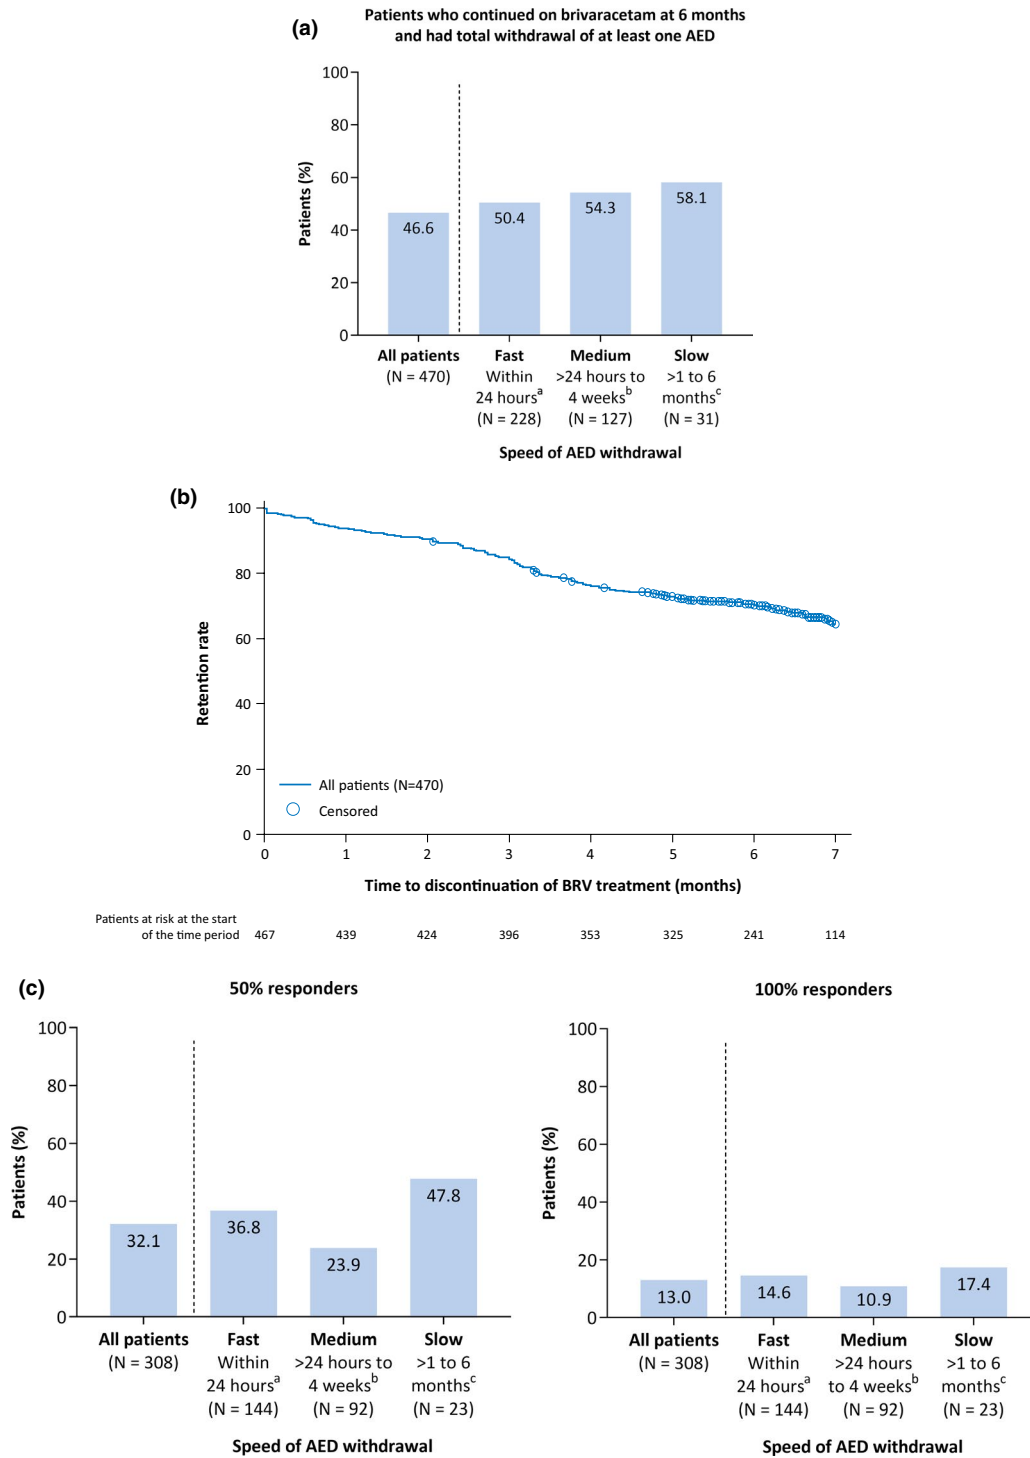 (a)
Patients who continued on brivaracetam at 6 months
and had total withdrawal of at least one AED
Patients (%)
100
80
60
40
20
0
46.6
50.4
54.3
58.1
All patients
(N = 470)
Fast
Within
24 hoursᵃ
(N = 228)
Medium
>24 hours to
4 weeksᵇ
(N = 127)
Slow
>1 to 6
monthsᶜ
(N = 31)
Speed of AED withdrawal
(b)
Retention rate
100
80
60
40
20
0
All patients (N=470)
Censored
0 1 2 3 4 5 6 7
Time to discontinuation of BRV treatment (months)
Patients at risk at the start
of the time period 467 439 424 396 353 325 241 114
(c)
50% responders
Patients (%)
100
80
60
40
20
0
32.1
36.8
23.9
47.8
All patients
(N = 308)
Fast
Within
24 hoursᵃ
(N = 144)
Medium
>24 hours to
4 weeksᵇ
(N = 92)
Slow
>1 to 6
monthsᶜ
(N = 23)
Speed of AED withdrawal
100% responders
Patients (%)
100
80
60
40
20
0
13.0
14.6
10.9
17.4
All patients
(N = 308)
Fast
Within
24 hoursᵃ
(N = 144)
Medium
>24 hours
to 4 weeksᵇ
(N = 92)
Slow
>1 to 6
monthsᶜ
(N = 23)
Speed of AED withdrawal